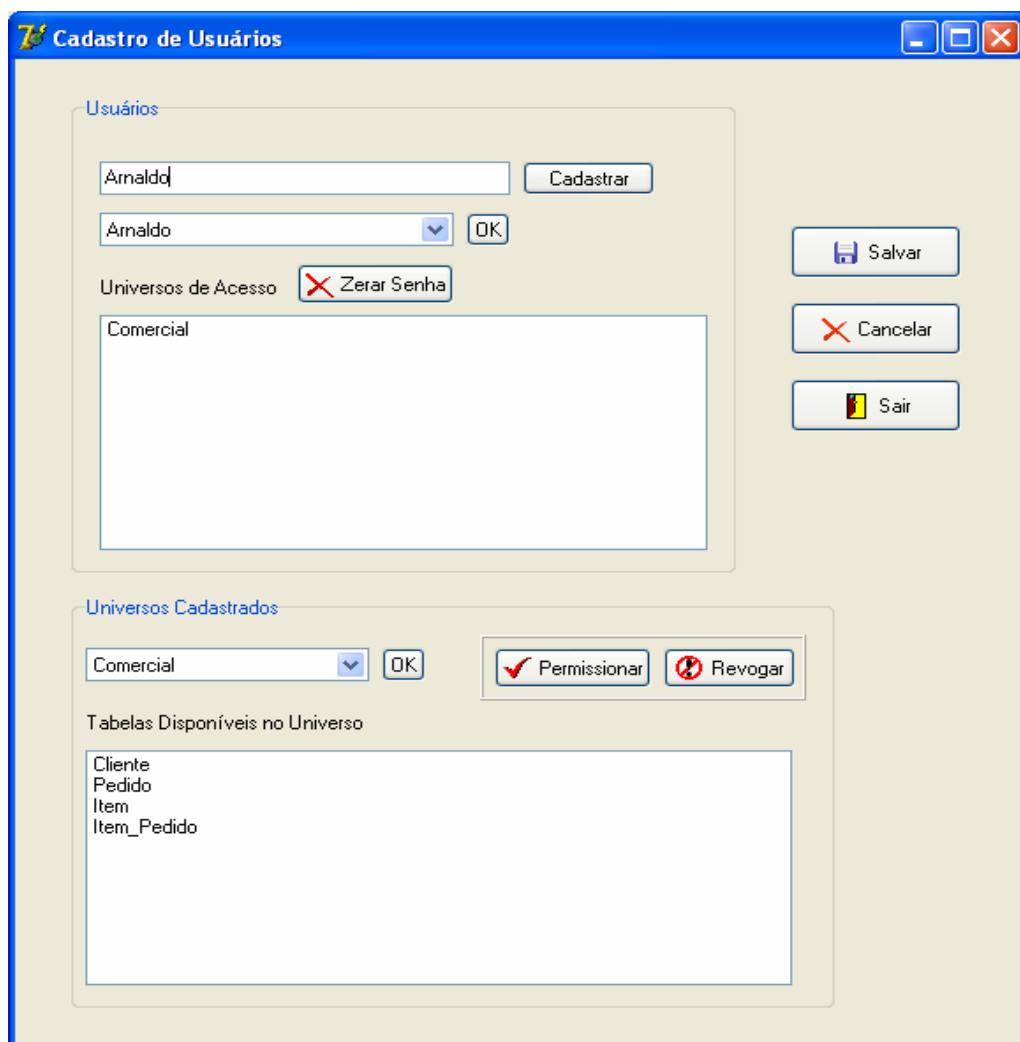 Cadastro de Usuários
Usuários
Arnaldo
Cadastrar
Arnaldo
OK
Universos de Acesso
Zerar Senha
Comercial
Salvar
Cancelar
Sair
Universos Cadastrados
Comercial
OK
Permissionar
Revogar
Tabelas Disponíveis no Universo
Cliente
Pedido
Item
Item_Pedido